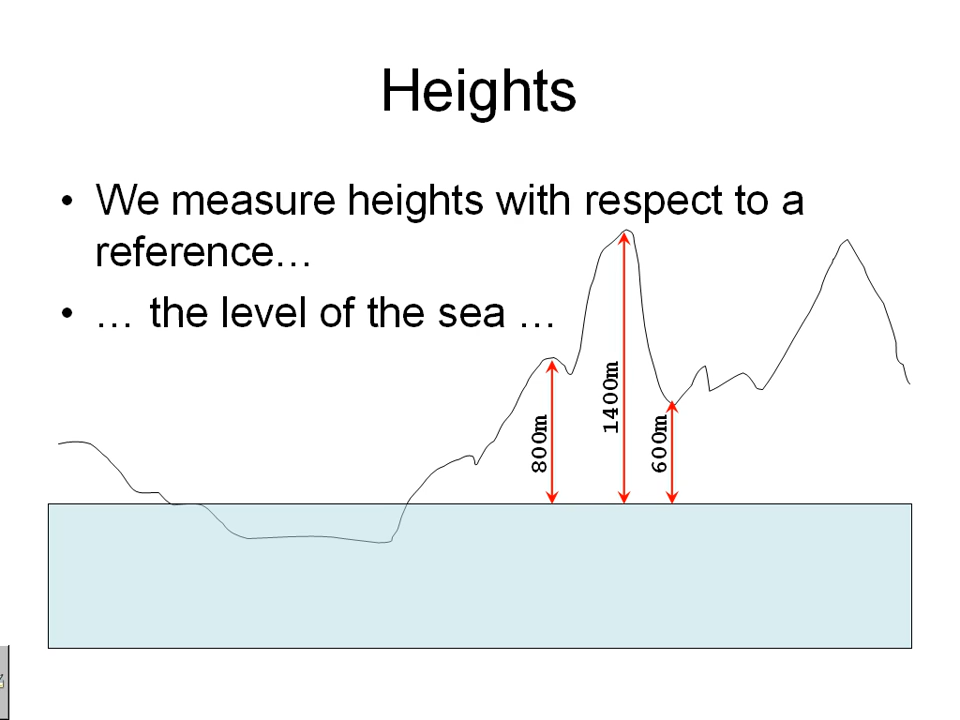 Heights
• We measure heights with respect to a
reference...
• ... the level of the sea ...
800m
1400m
600m